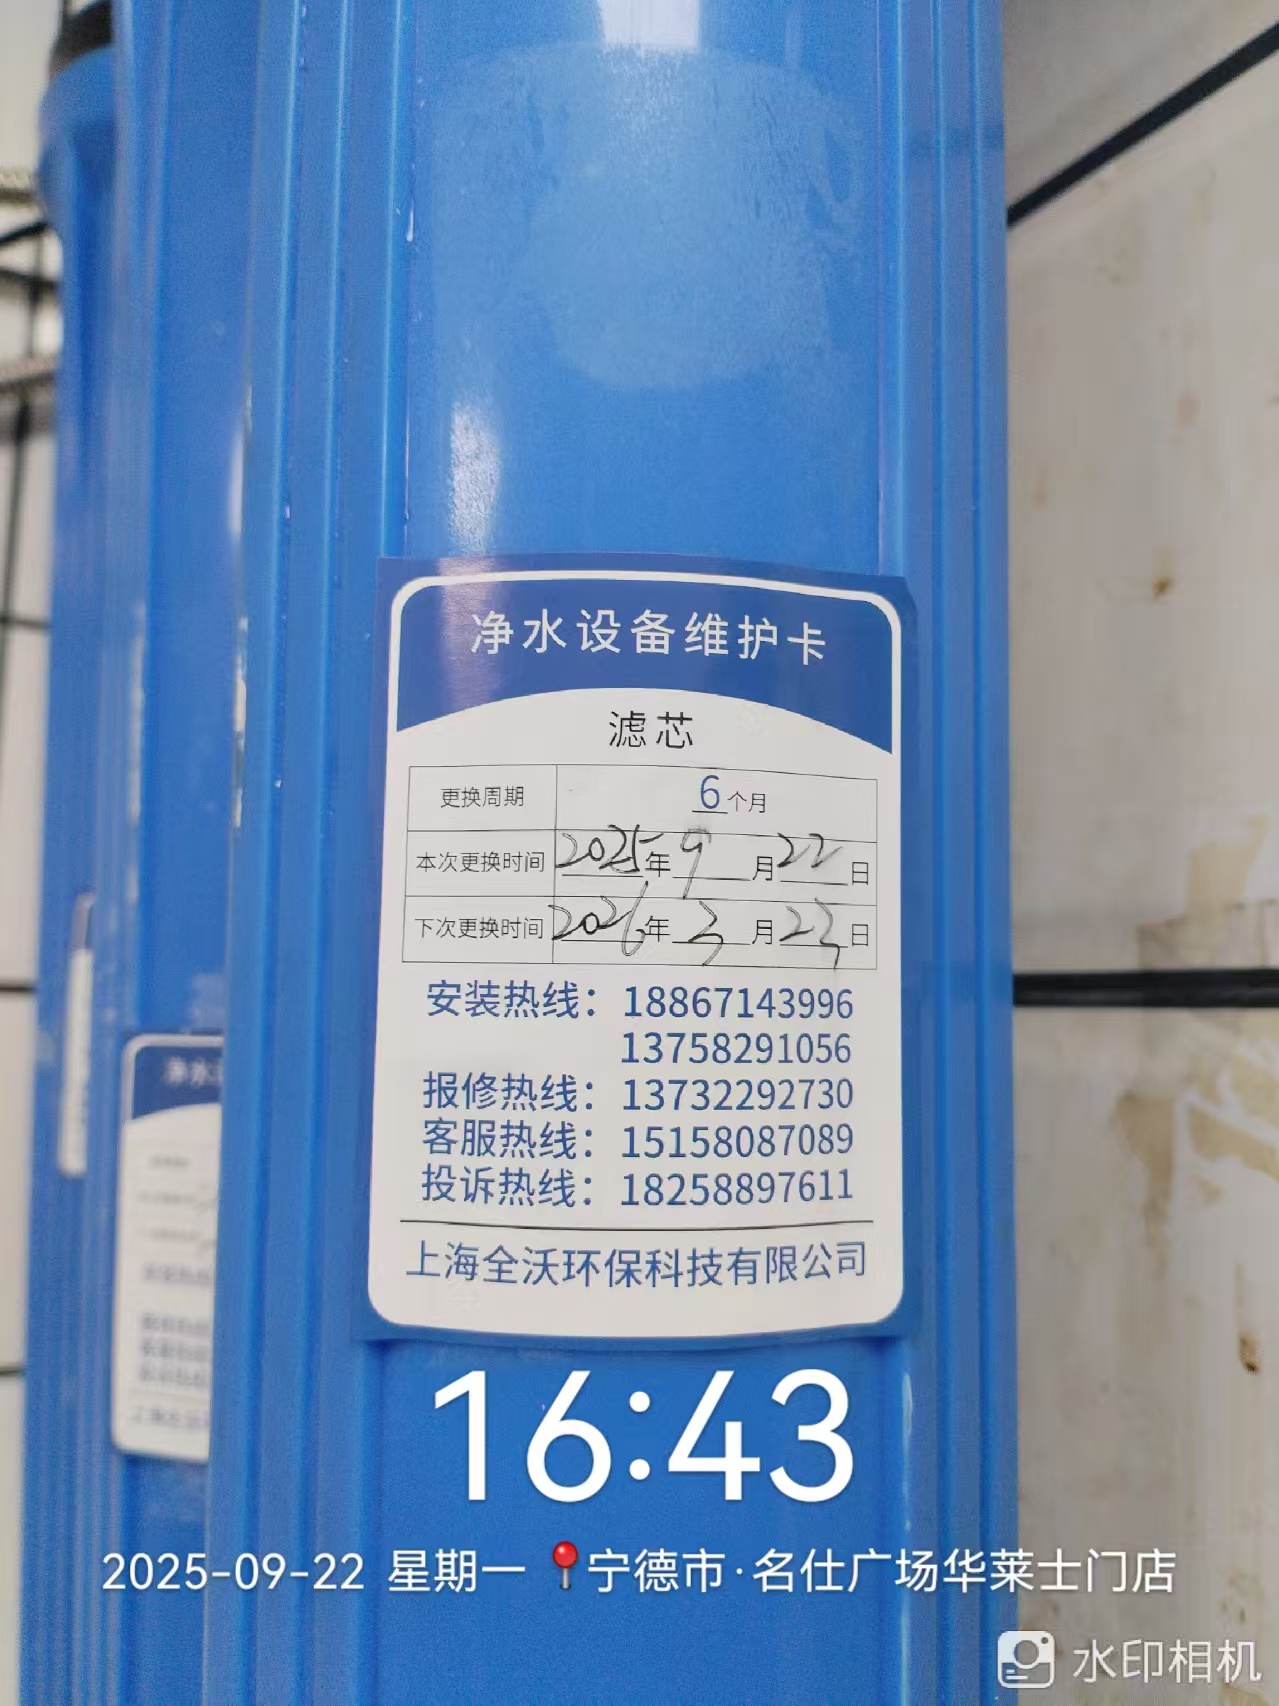 净水设备维护卡
滤芯
更换周期 6个月
本次更换时间 2025年9月22日
下次更换时间 2026年3月23日
安装热线：18867143996
13758291056
报修热线：13732292730
客服热线：15158087089
投诉热线：18258897611
上海全沃环保科技有限公司
净水
16:43
2025-09-22 星期一 📍宁德市·名仕广场华莱士门店
水印相机